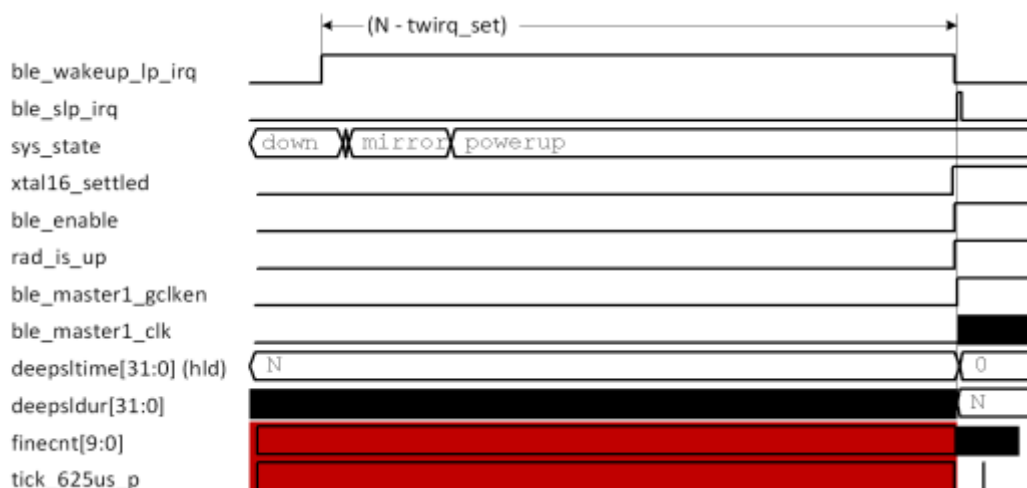 (N - twirq_set)
ble_wakeup_lp_irq
ble_slp_irq
sys_state down mirror powerup
xtal16_settled
ble_enable
rad_is_up
ble_master1_gclken
ble_master1_clk
deepsltime[31:0] (hld) N 0
deepsldur[31:0] N
finecnt[9:0]
tick_625us_p